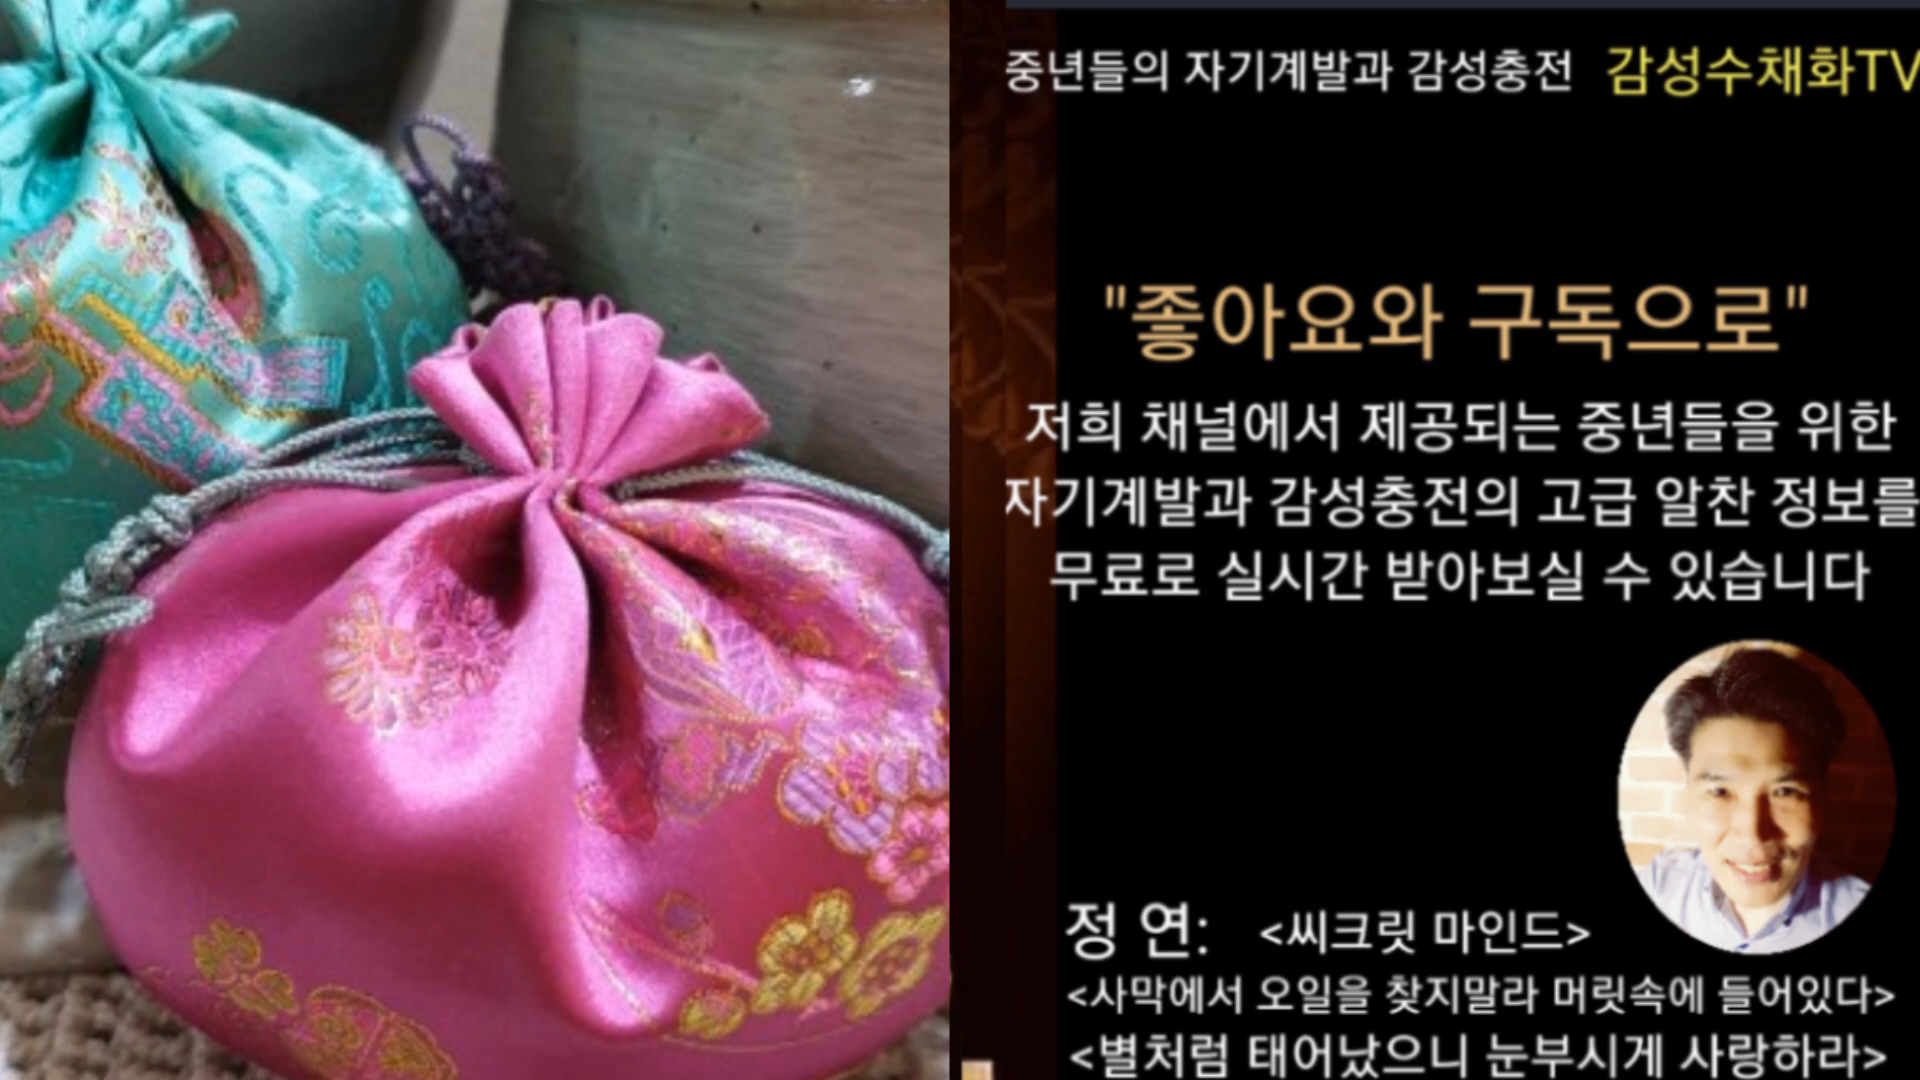 중년들의 자기계발과 감성충전 감성수채화TV
"좋아요와 구독으로"
저희 채널에서 제공되는 중년들을 위한
자기계발과 감성충전의 고급 알찬 정보를
무료로 실시간 받아보실 수 있습니다
정 연: <씨크릿 마인드>
<사막에서 오일을 찾지말라 머릿속에 들어있다>
<별처럼 태어났으니 눈부시게 사랑하라>